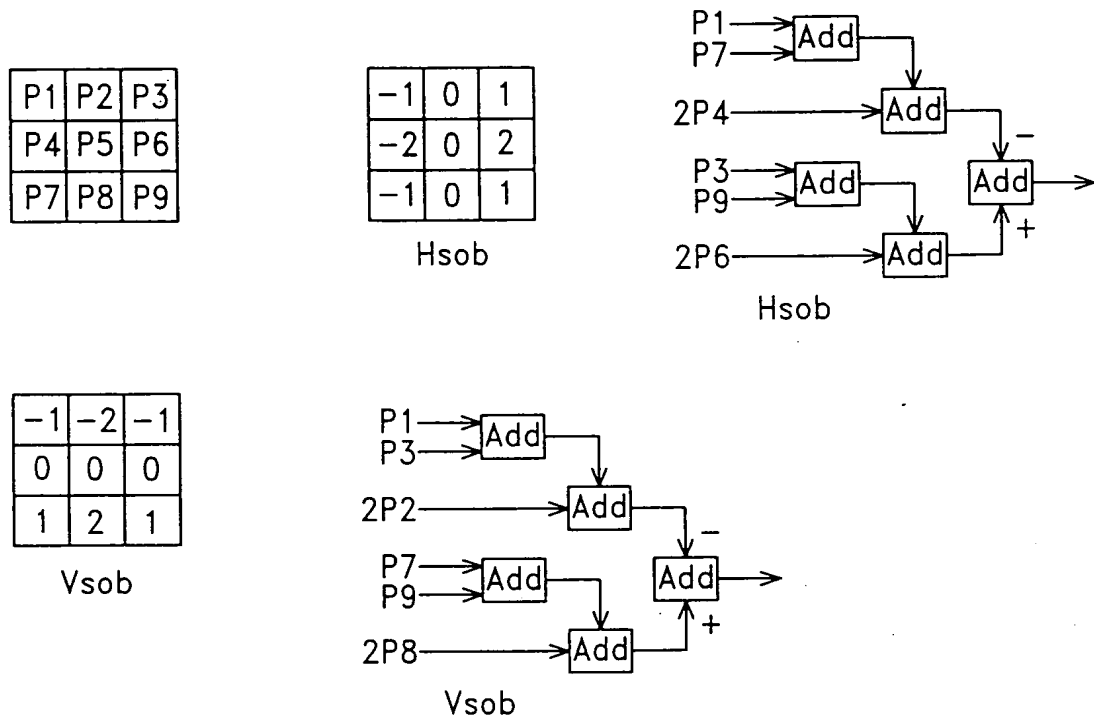 P1 P2 P3
P4 P5 P6
P7 P8 P9
-1 0 1
-2 0 2
-1 0 1
Hsob
P1
P7
Add
2P4
Add
-
P3
P9
Add
Add
+
2P6
Add
Hsob
-1 -2 -1
0 0 0
1 2 1
Vsob
P1
P3
Add
2P2
Add
-
P7
P9
Add
Add
+
2P8
Add
Vsob